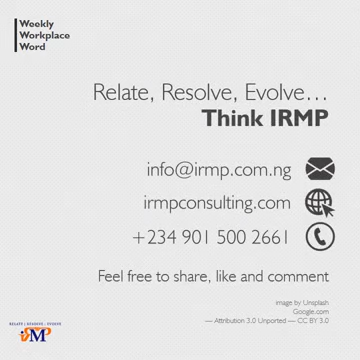 Weekly
Workplace
Word
Relate, Resolve, Evolve...
Think IRMP
info@irmp.com.ng
irmpconsulting.com
+234 901 500 2661
Feel free to share, like and comment
image by Unsplash
Google.com
— Attribution 3.0 Unported — CC BY 3.0
RELATE | RESOLVE | EVOLVE
irMP